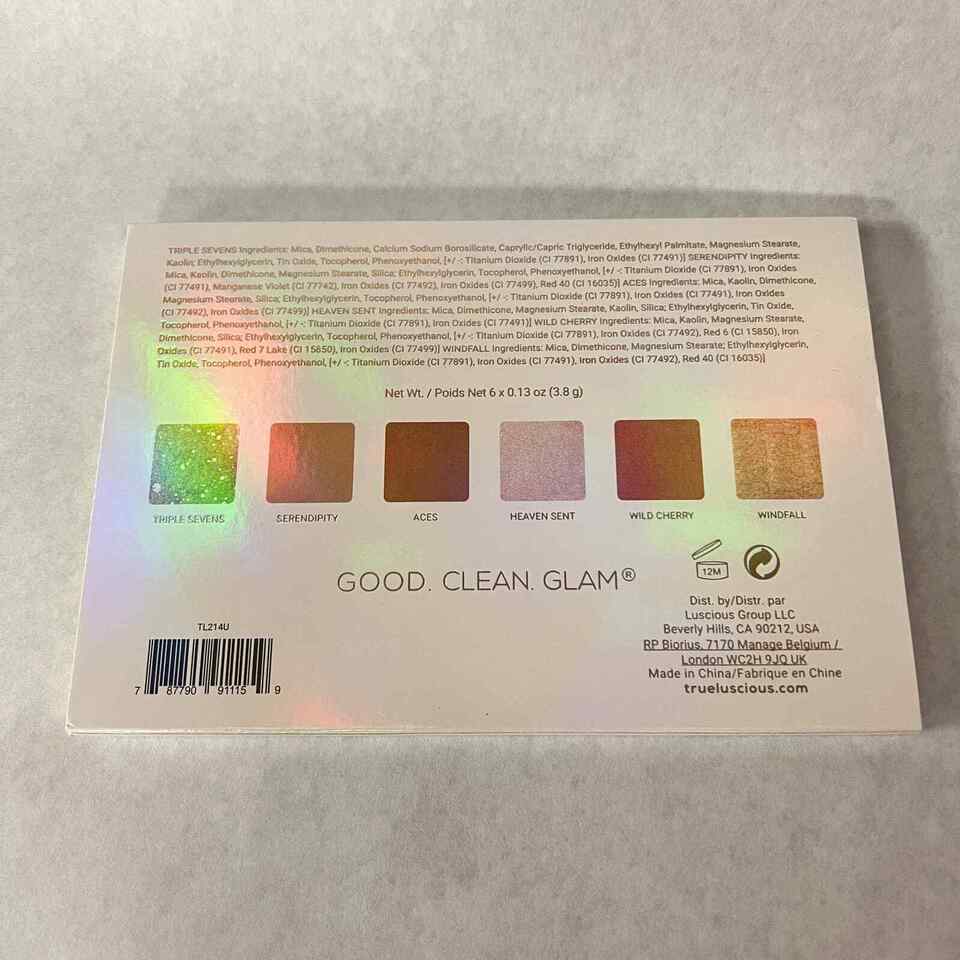 TRIPLE SEVENS Ingredients: Mica, Dimethicone, Calcium Sodium Borosilicate, Caprylic/Capric Triglyceride, Ethylhexyl Palmitate, Magnesium Stearate,
Kaolin; Ethylhexylglycerin, Tin Oxide, Tocopherol, Phenoxyethanol, [+/ -: Titanium Dioxide (CI 77891), Iron Oxides (CI 77491)] SERENDIPITY Ingredients:
Mica, Kaolin, Dimethicone, Magnesium Stearate, Silica; Ethylhexylglycerin, Tocopherol, Phenoxyethanol, [+/ -: Titanium Dioxide (CI 77891), Iron Oxides
(CI 77491), Manganese Violet (CI 77742), Iron Oxides (CI 77492), Iron Oxides (CI 77499), Red 40 (CI 16035)] ACES Ingredients: Mica, Kaolin, Dimethicone,
Magnesium Stearate, Silica; Ethylhexylglycerin, Tocopherol, Phenoxyethanol, [+/ -: Titanium Dioxide (CI 77891), Iron Oxides (CI 77491), Iron Oxides
(CI 77492), Iron Oxides (CI 77499)] HEAVEN SENT Ingredients: Mica, Dimethicone, Magnesium Stearate, Kaolin, Silica; Ethylhexylglycerin, Tin Oxide,
Tocopherol, Phenoxyethanol, [+/ -: Titanium Dioxide (CI 77891), Iron Oxides (CI 77491)] WILD CHERRY Ingredients: Mica, Kaolin, Magnesium Stearate,
Dimethicone, Silica; Ethylhexylglycerin, Tocopherol, Phenoxyethanol, [+/ -: Titanium Dioxide (CI 77891), Iron Oxides (CI 77492), Red 6 (CI 15850), Iron
Oxides (CI 77491), Red 7 Lake (CI 15850), Iron Oxides (CI 77499)] WINDFALL Ingredients: Mica, Dimethicone, Magnesium Stearate; Ethylhexylglycerin,
Tin Oxide, Tocopherol, Phenoxyethanol, [+/ -: Titanium Dioxide (CI 77891), Iron Oxides (CI 77491), Iron Oxides (CI 77492), Red 40 (CI 16035)]
Net Wt. / Poids Net 6 x 0.13 oz (3.8 g)
TRIPLE SEVENS
SERENDIPITY
ACES
HEAVEN SENT
WILD CHERRY
WINDFALL
GOOD. CLEAN. GLAM®
12M
Dist. by/Distr. par
Luscious Group LLC
Beverly Hills, CA 90212, USA
RP Biorius, 7170 Manage Belgium /
London WC2H 9JQ UK
Made in China/Fabrique en Chine
trueluscious.com
TL214U
7 87790 91115 9